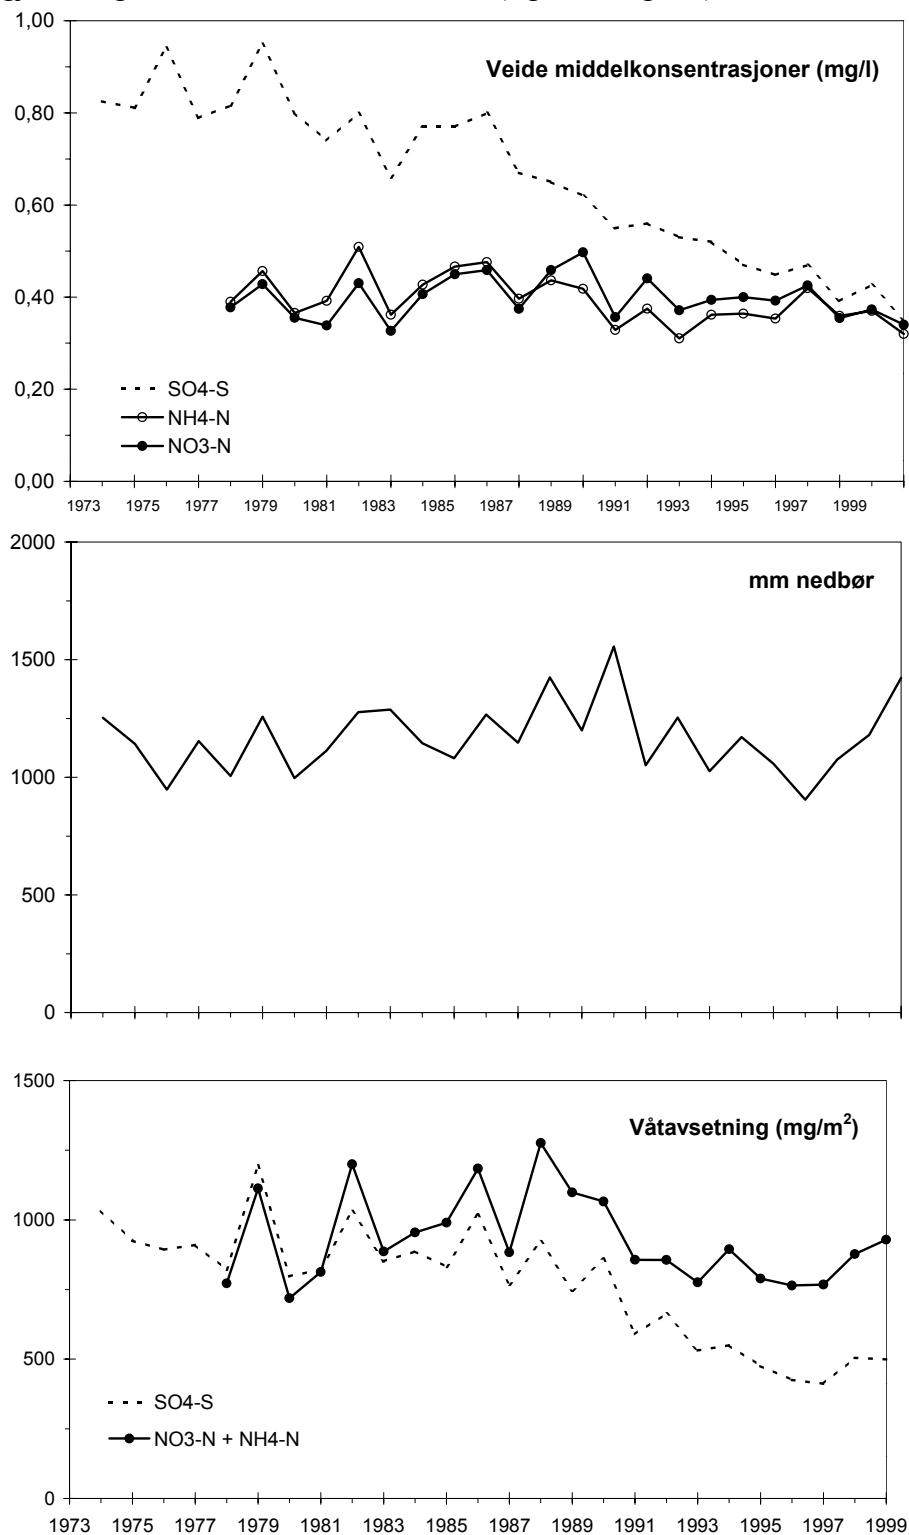 1,00
Veide middelkonsentrasjoner (mg/l)
0,80
0,60
0,40
0,20
SO4-S
NH4-N
NO3-N
0,00
1973 1975 1977 1979 1981 1983 1985 1987 1989 1991 1993 1995 1997 1999
2000
mm nedbør
1500
1000
500
0
1500
Våtavsetning (mg/m²)
1000
500
SO4-S
NO3-N + NH4-N
0
1973 1975 1977 1979 1981 1983 1985 1987 1989 1991 1993 1995 1997 1999